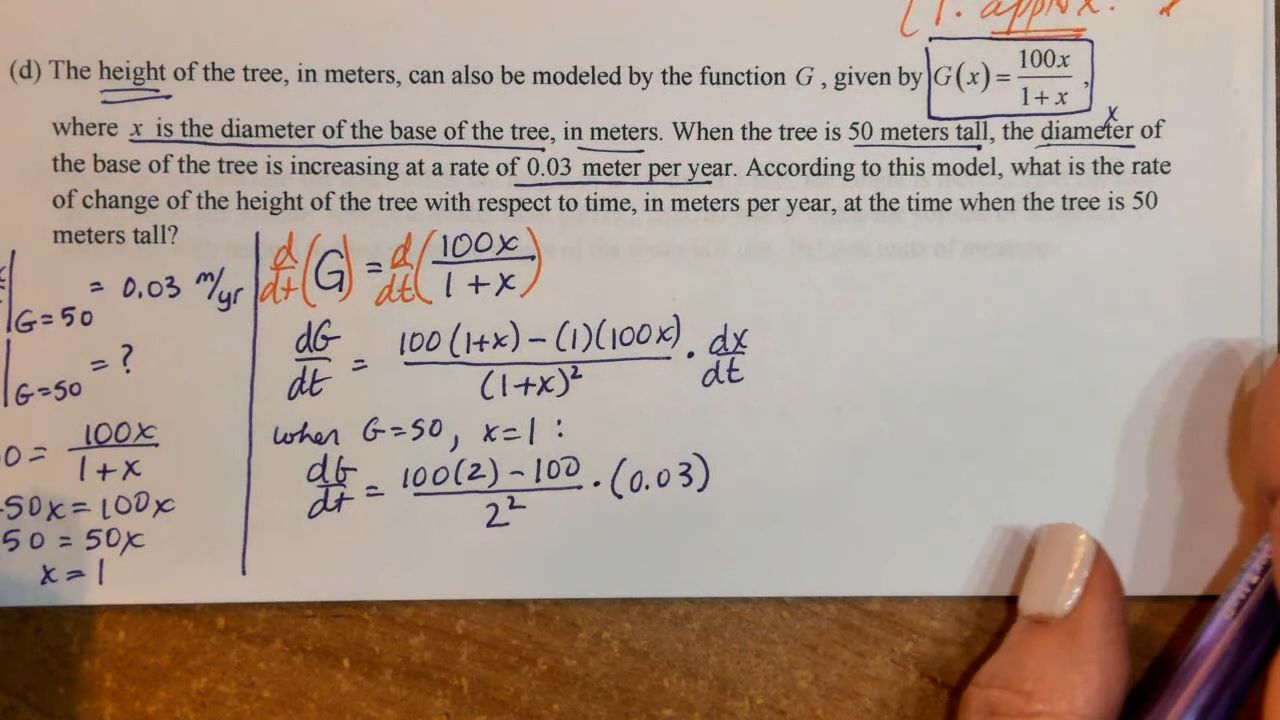 (d) The height of the tree, in meters, can also be modeled by the function G, given by G(x) = 100x / 1 + x,
x
where x is the diameter of the base of the tree, in meters. When the tree is 50 meters tall, the diameter of
the base of the tree is increasing at a rate of 0.03 meter per year. According to this model, what is the rate
of change of the height of the tree with respect to time, in meters per year, at the time when the tree is 50
meters tall?
| G=50 = 0.03 m/yr
| G=50 = ?
0 = 100x / 1 + x
50x = 100x
50 = 50x
x = 1
d/dt (G) = d/dt (100x / 1 + x)
dG/dt = 100(1+x) - (1)(100x) / (1+x)² · dx/dt
when G=50, x=1 :
dG/dt = 100(2) - 100 / 2² · (0.03)